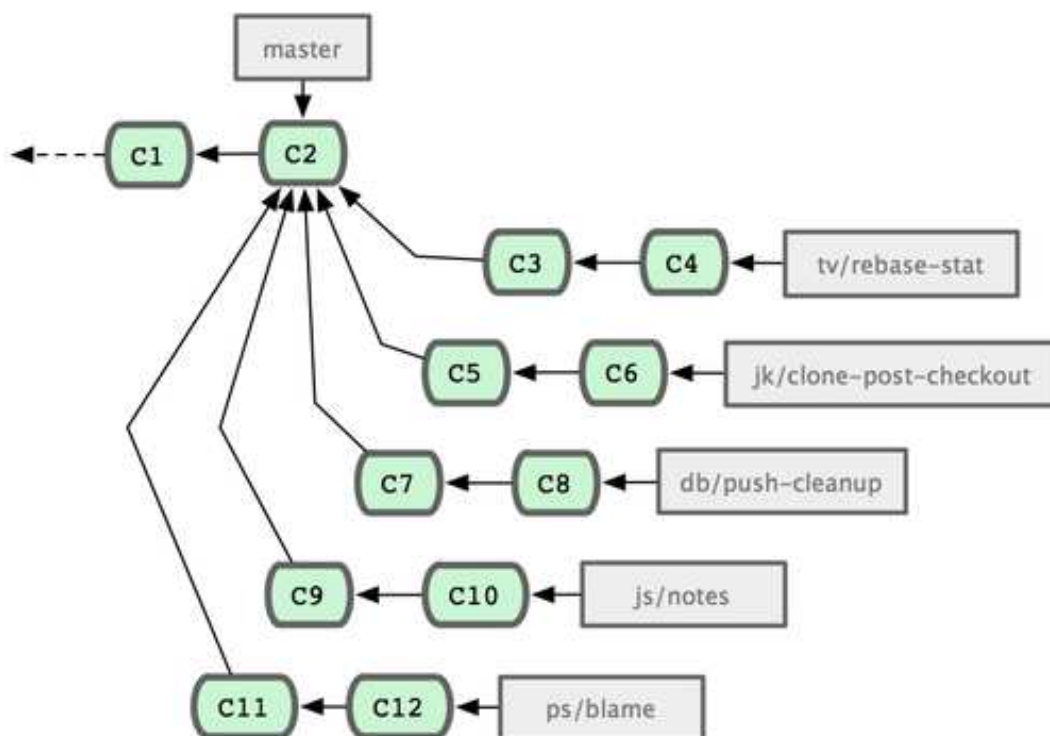 master
C1
C2
C3
C4
tv/rebase-stat
C5
C6
jk/clone-post-checkout
C7
C8
db/push-cleanup
C9
C10
js/notes
C11
C12
ps/blame